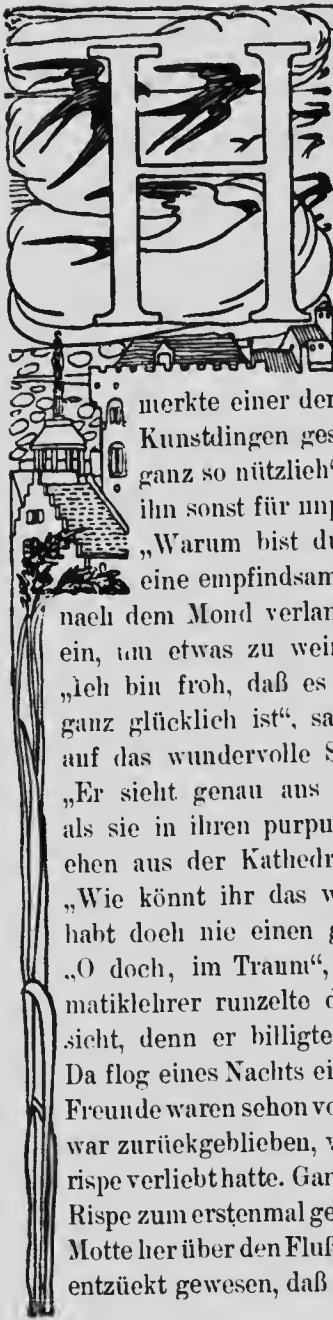 H
merkte einer der
Kunstdingen ges
ganz so nützlich“
ihn sonst für unp
„Warum bist du
eine empfindsam
nach dem Mond verlan
ein, um etwas zu wein
„Ich bin froh, daß es
ganz glücklich ist“, sa
auf das wundervolle S
„Er sieht genau aus
als sie in ihren purpu
chen aus der Kathedr
„Wie könnt ihr das w
habt doch nie einen g
„O doch, im Traum“,
matiklehrer runzelte d
sicht, denn er billigte
Da flog eines Nachts ei
Freunde waren schon vo
war zurückgeblieben, v
rispe verliebt hatte. Gar
Rispe zum erstenmal ge
Motte her über den Fluß
entzückt gewesen, daß